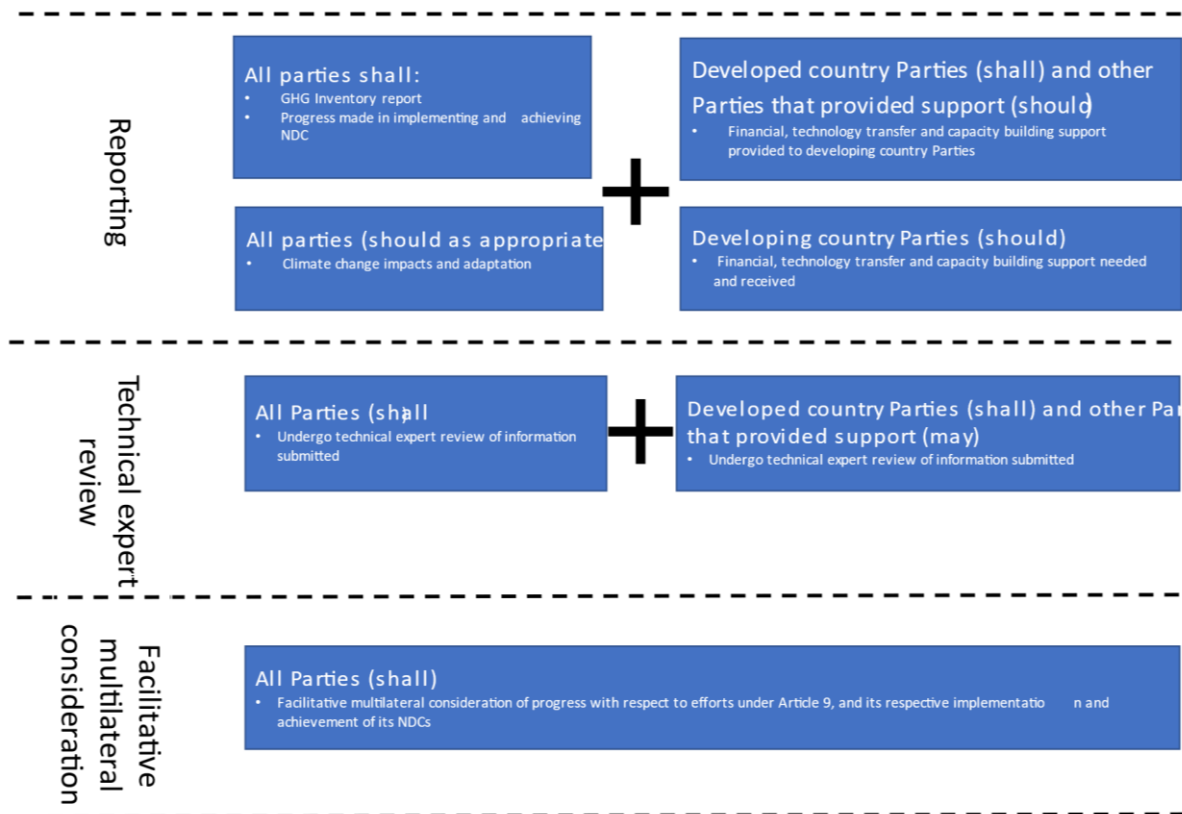 Reporting
All parties shall:
• GHG Inventory report
• Progress made in implementing and achieving
NDC
Developed country Parties (shall) and other
Parties that provided support (should)
• Financial, technology transfer and capacity building support
provided to developing country Parties
All parties (should as appropriate
• Climate change impacts and adaptation
Developing country Parties (should)
• Financial, technology transfer and capacity building support needed
and received
Technical expert
review
All Parties (shall)
• Undergo technical expert review of information
submitted
Developed country Parties (shall) and other Par
that provided support (may)
• Undergo technical expert review of information submitted
Facilitative
multilateral
consideration
All Parties (shall)
• Facilitative multilateral consideration of progress with respect to efforts under Article 9, and its respective implementatio n and
achievement of its NDCs